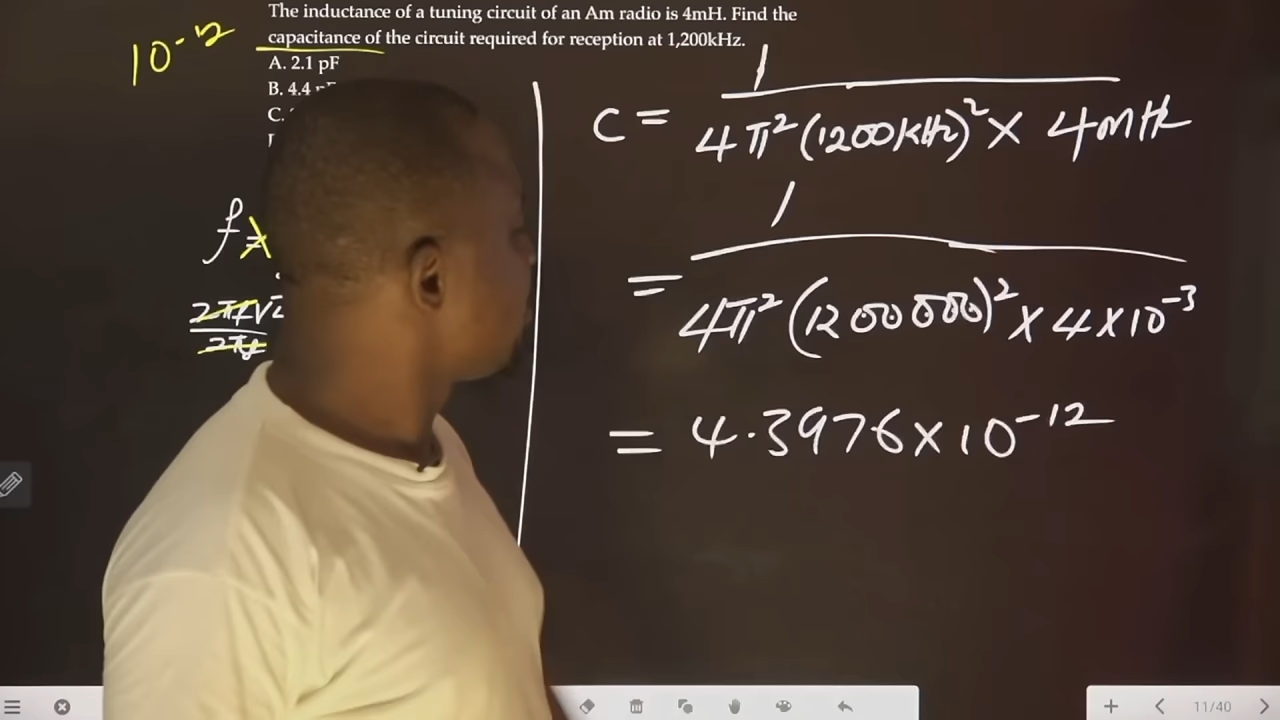 The inductance of a tuning circuit of an Am radio is 4mH. Find the
capacitance of the circuit required for reception at 1,200kHz.
10⁻¹²
A. 2.1 pF
B. 4.4
C.
f =
2πf√
2π
C = 1 / 4π²(1200kHz)² × 4mH
= 1 / 4π²(1200000)² × 4×10⁻³
= 4.3976×10⁻¹²
11/40